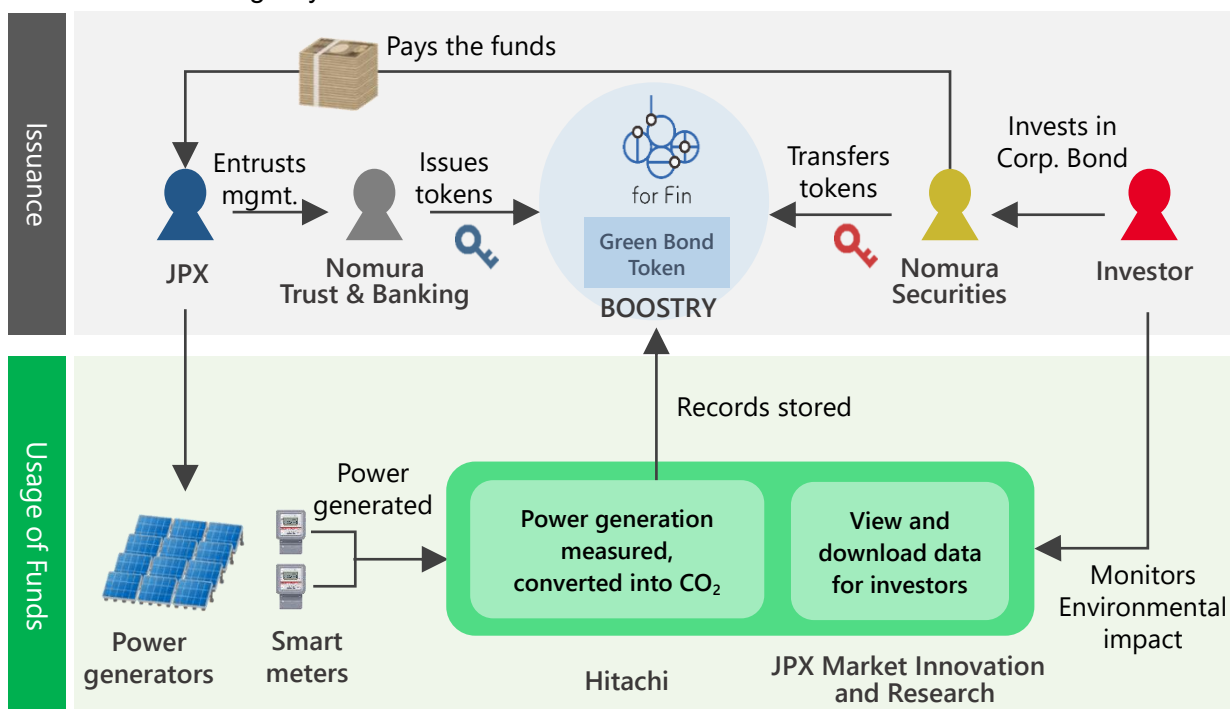 Issuance
Pays the funds
Entrusts
mgmt.
Issues
tokens
for Fin
Green Bond
Token
BOOSTRY
Transfers
tokens
Invests in
Corp. Bond
JPX
Nomura
Trust & Banking
Nomura
Securities
Investor
Usage of Funds
Records stored
Power
generated
Power generation
measured,
converted into CO₂
View and
download data
for investors
Monitors
Environmental
impact
Power
generators
Smart
meters
Hitachi
JPX Market Innovation
and Research